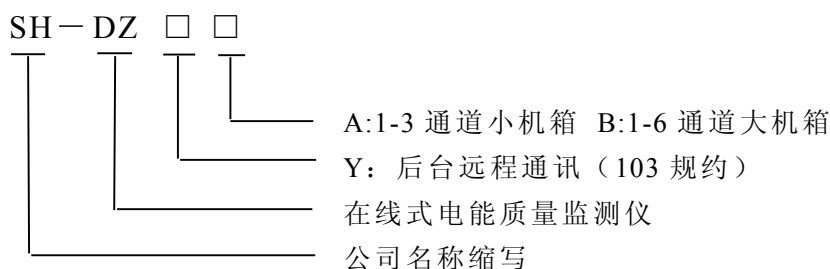 SH－DZ □ □
A:1-3 通道小机箱 B:1-6 通道大机箱
Y：后台远程通讯（103 规约）
在线式电能质量监测仪
公司名称缩写